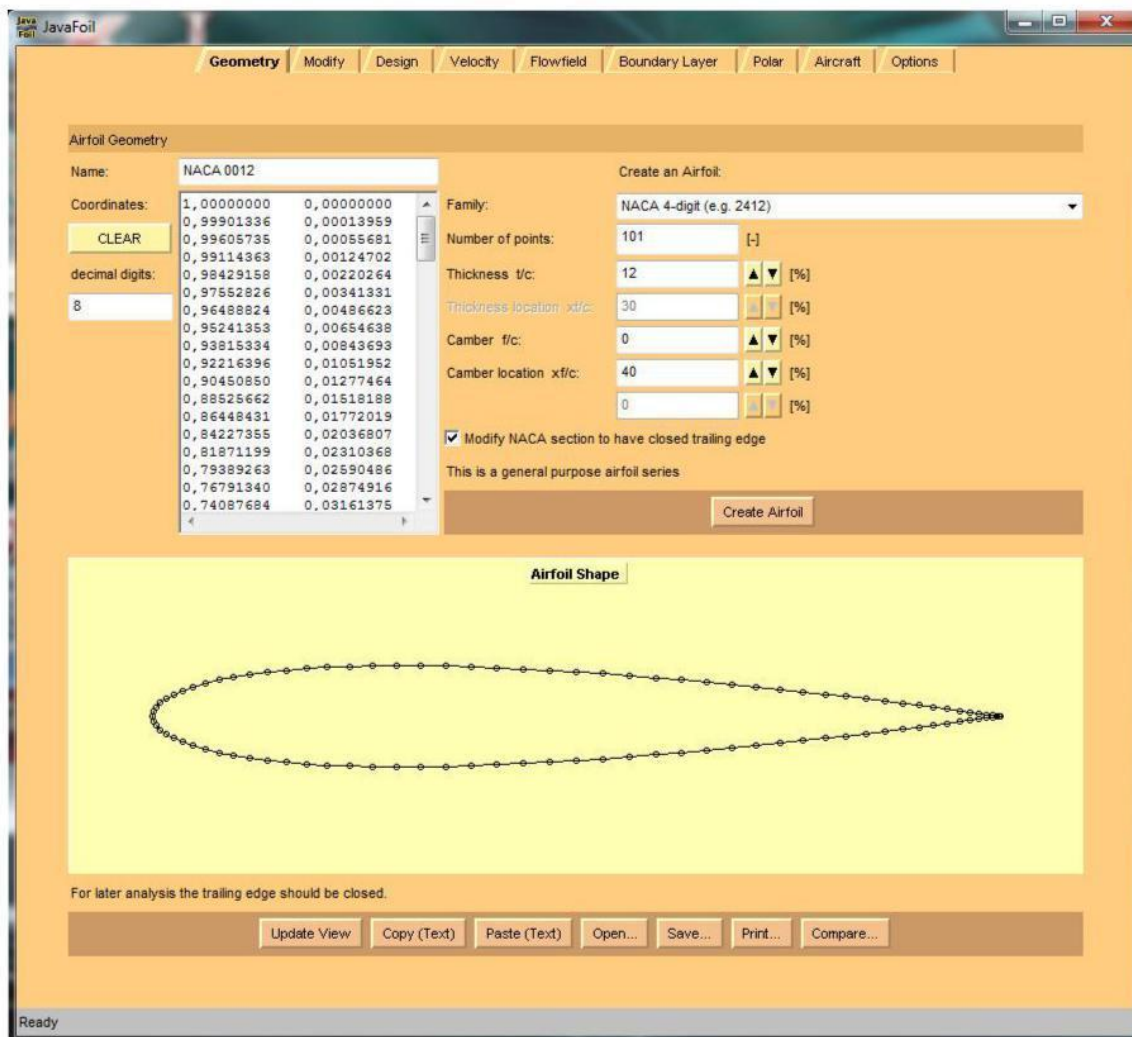 Java Foil JavaFoil
Geometry Modify Design Velocity Flowfield Boundary Layer Polar Aircraft Options
Airfoil Geometry
Name: NACA 0012 Create an Airfoil:
Coordinates: Family: NACA 4-digit (e.g. 2412)
CLEAR Number of points: 101 [-]
decimal digits: Thickness t/c: 12 [%]
8 Thickness location xt/c: 30 [%]
Camber f/c: 0 [%]
Camber location xf/c: 40 [%]
0 [%]
1,00000000 0,00000000
0,99901336 0,00013959
0,99605735 0,00055681
0,99114363 0,00124702
0,98429158 0,00220264
0,97552826 0,00341331
0,96488824 0,00486623
0,95241353 0,00654638
0,93815334 0,00843693
0,92216396 0,01051952
0,90450850 0,01277464
0,88525662 0,01518188
0,86448431 0,01772019
0,84227355 0,02036807
0,81871199 0,02310368
0,79389263 0,02590486
0,76791340 0,02874916
0,74087684 0,03161375
Modify NACA section to have closed trailing edge
This is a general purpose airfoil series
Create Airfoil
Airfoil Shape
For later analysis the trailing edge should be closed.
Update View Copy (Text) Paste (Text) Open... Save... Print... Compare...
Ready